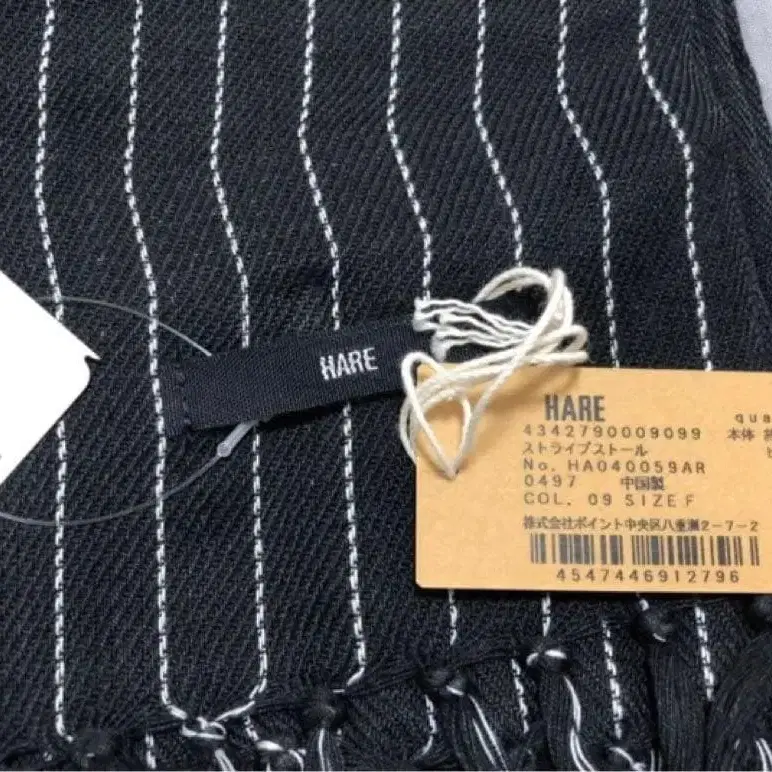 HARE
HARE
4342790009099
ストライプストール
No. HA040059AR
0497 中国製
COL. 09 SIZE F
株式会社ポイント中央区八重瀬2-7-2
4547446912796
qua
本体